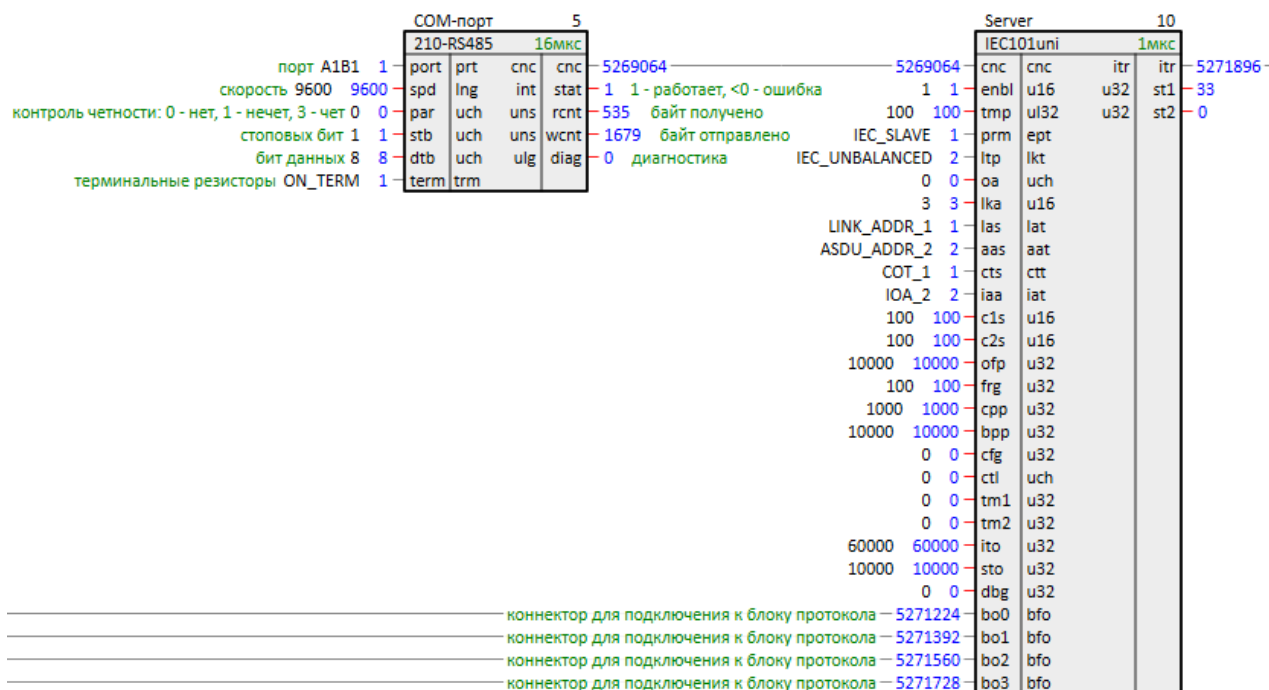 COM-порт 5 Server 10
210-RS485 16мкс IEC101uni 1мкс
порт A1B1 1 port prt cnc cnc 5269064 5269064 cnc cnc itr itr 5271896
скорость 9600 9600 spd lng int stat 1 1 - работает, <0 - ошибка 1 1 enbl u16 u32 st1 33
контроль четности: 0 - нет, 1 - нечет, 3 - чет 0 0 par uch uns rcnt 535 байт получено 100 100 tmp ul32 u32 st2 0
стоповых бит 1 1 stb uch uns wcnt 1679 байт отправлено IEC_SLAVE 1 prm ept
бит данных 8 8 dtb uch ulg diag 0 диагностика IEC_UNBALANCED 2 ltp lkt
терминальные резисторы ON_TERM 1 term trm 0 0 oa uch
3 3 lka u16
LINK_ADDR_1 1 las lat
ASDU_ADDR_2 2 aas aat
COT_1 1 cts ctt
IOA_2 2 iaa iat
100 100 c1s u16
100 100 c2s u16
10000 10000 ofp u32
100 100 frg u32
1000 1000 cpp u32
10000 10000 bpp u32
0 0 cfg u32
0 0 ctl uch
0 0 tm1 u32
0 0 tm2 u32
60000 60000 ito u32
10000 10000 sto u32
0 0 dbg u32
коннектор для подключения к блоку протокола 5271224 bo0 bfo
коннектор для подключения к блоку протокола 5271392 bo1 bfo
коннектор для подключения к блоку протокола 5271560 bo2 bfo
коннектор для подключения к блоку протокола 5271728 bo3 bfo